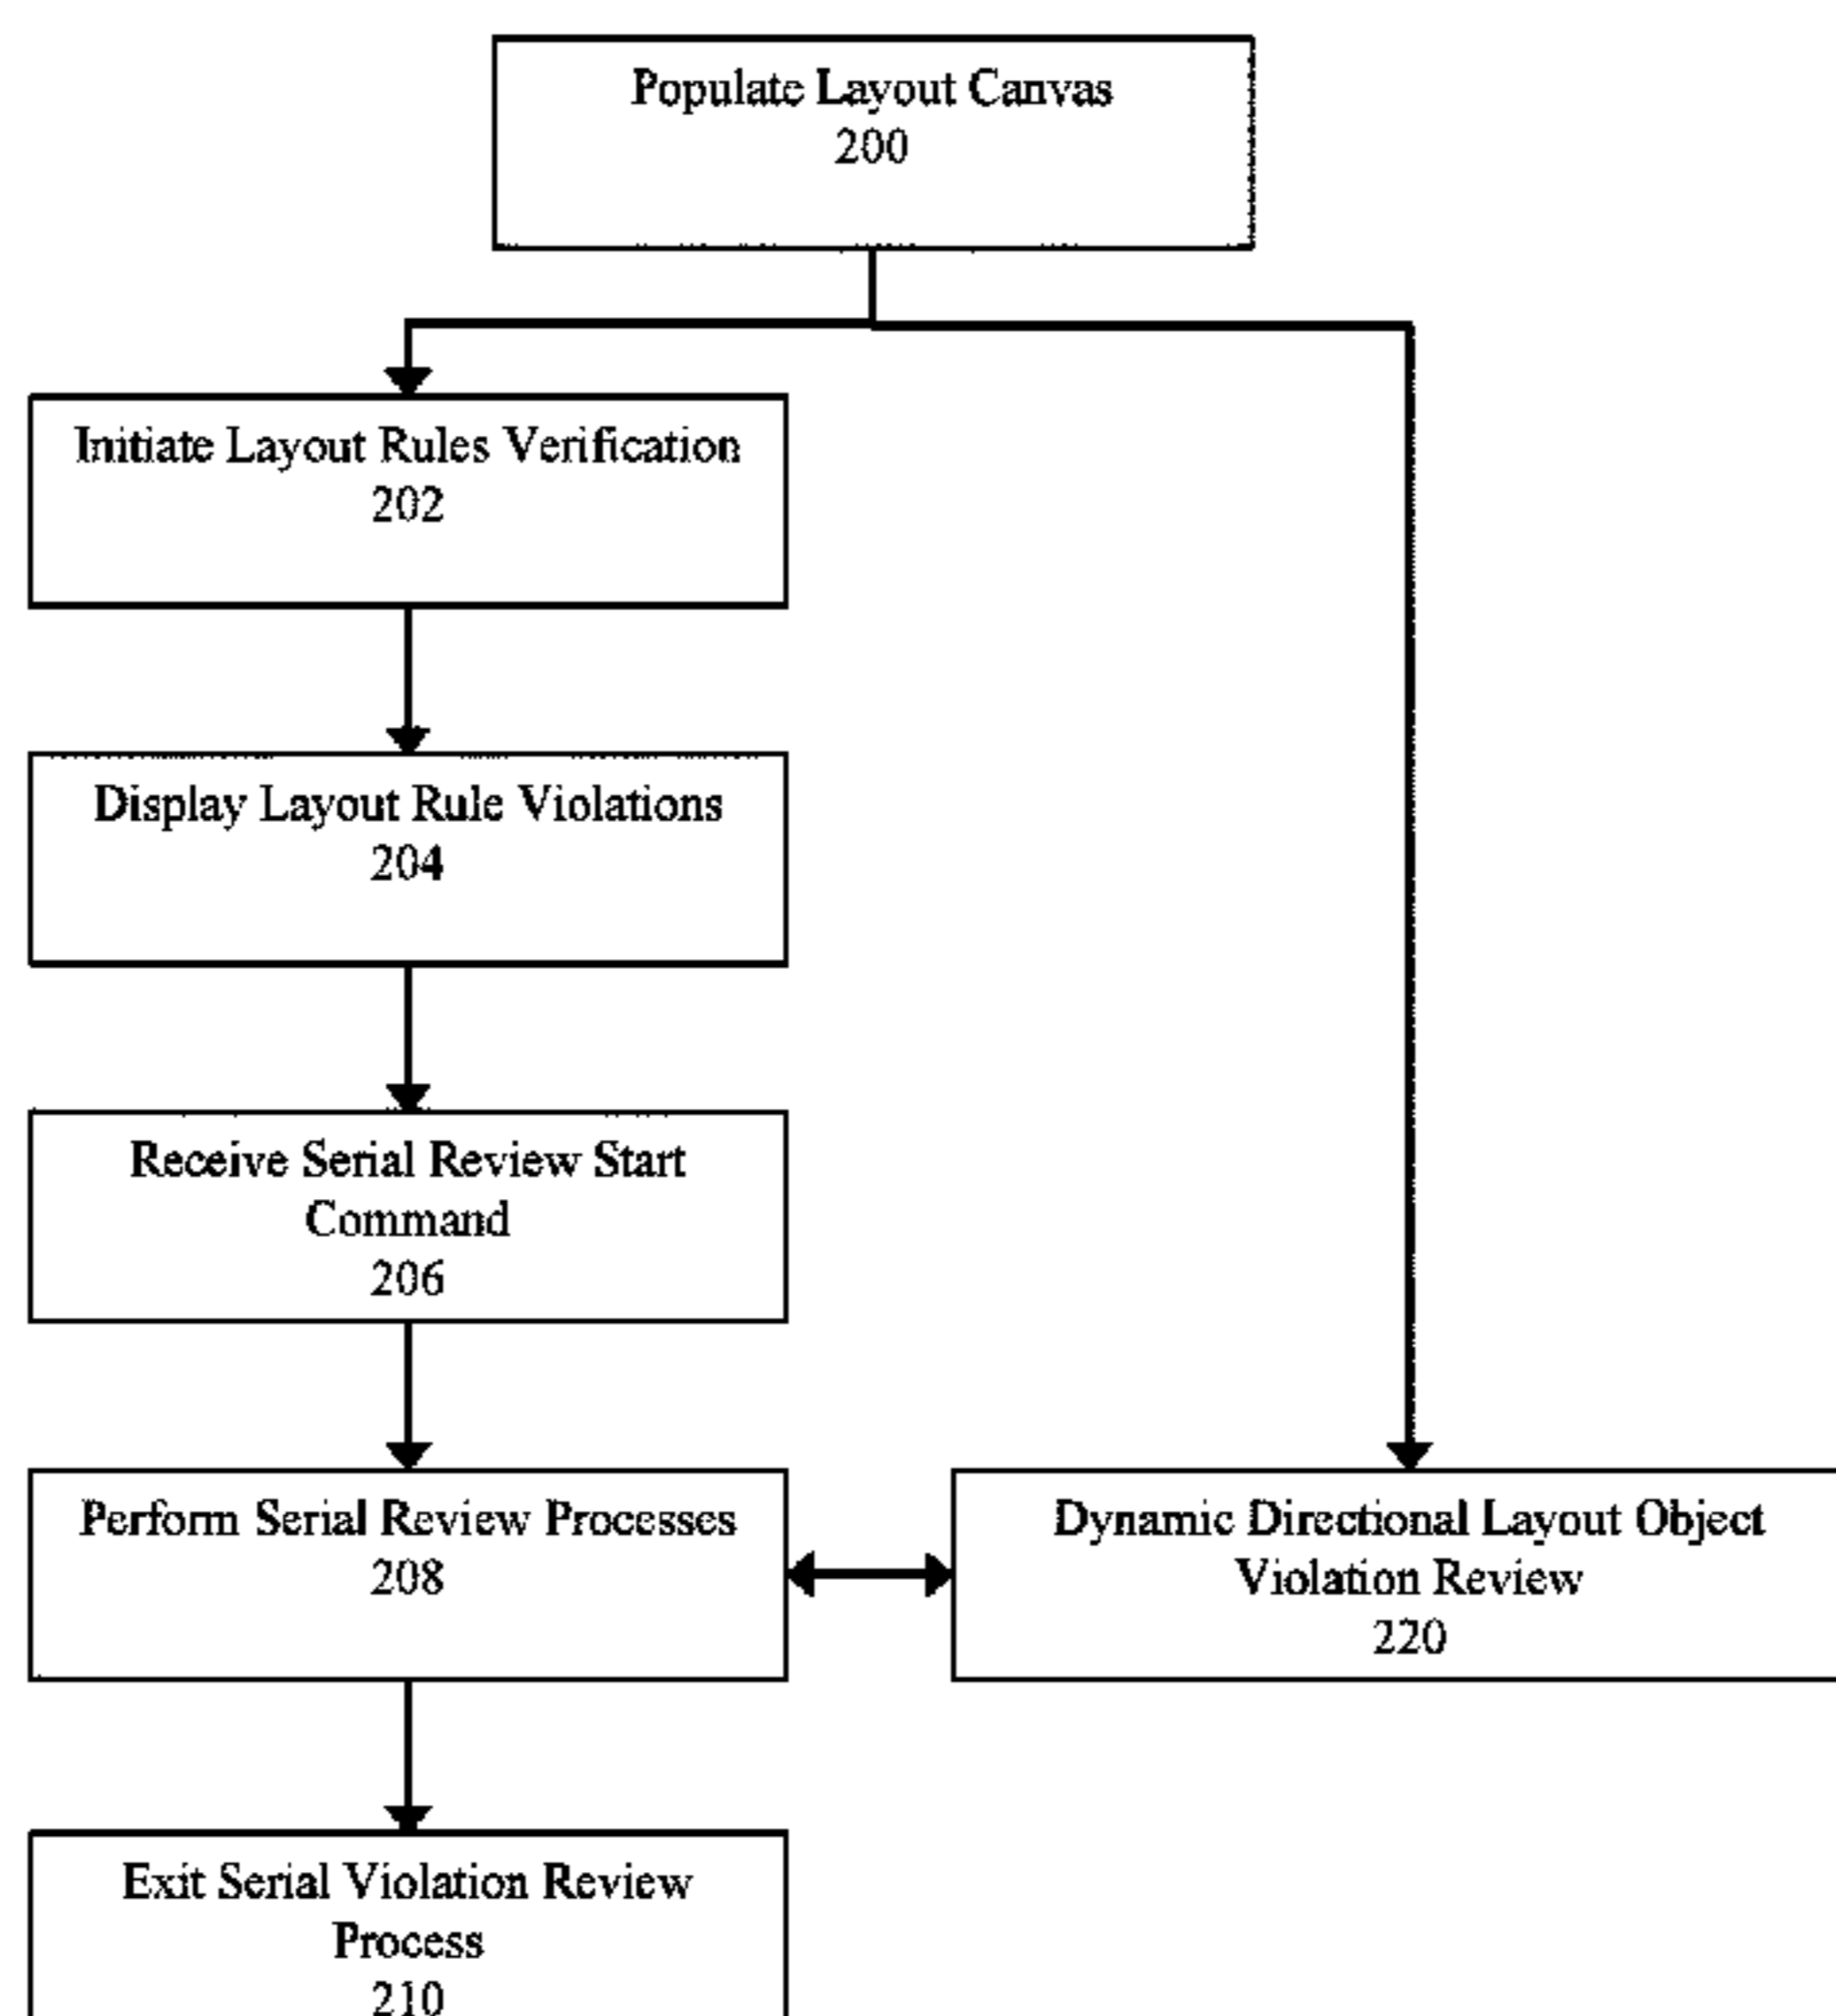 Populate Layout Canvas
200
Initiate Layout Rules Verification
202
Display Layout Rule Violations
204
Receive Serial Review Start
Command
206
Perform Serial Review Processes
208
Dynamic Directional Layout Object
Violation Review
220
Exit Serial Violation Review
Process
210